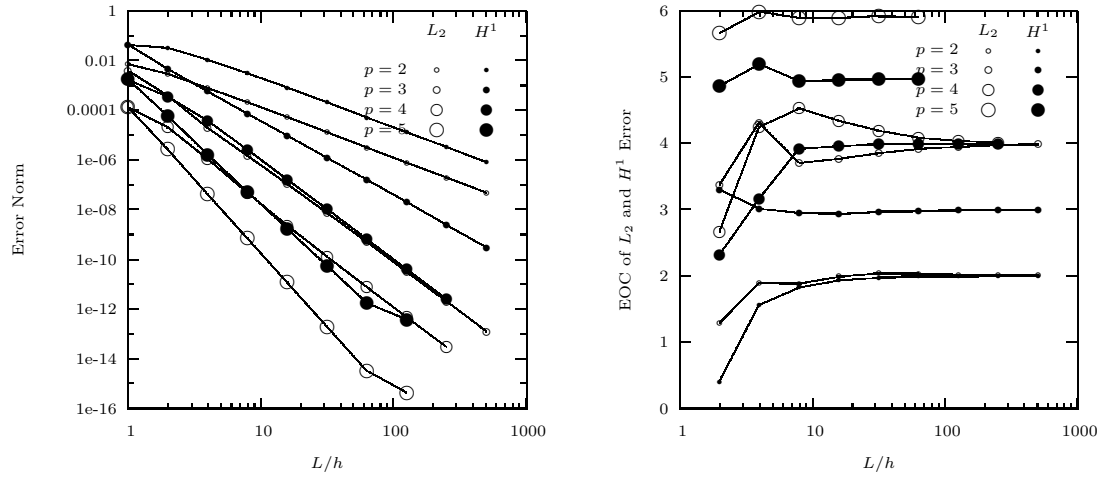 Error Norm
0.01
0.0001
1e-06
1e-08
1e-10
1e-12
1e-14
1e-16
1
10
100
1000
L/h
L₂ H¹
p = 2
p = 3
p = 4
p = 5
EOC of L₂ and H¹ Error
6
5
4
3
2
1
0
1
10
100
1000
L/h
L₂ H¹
p = 2
p = 3
p = 4
p = 5